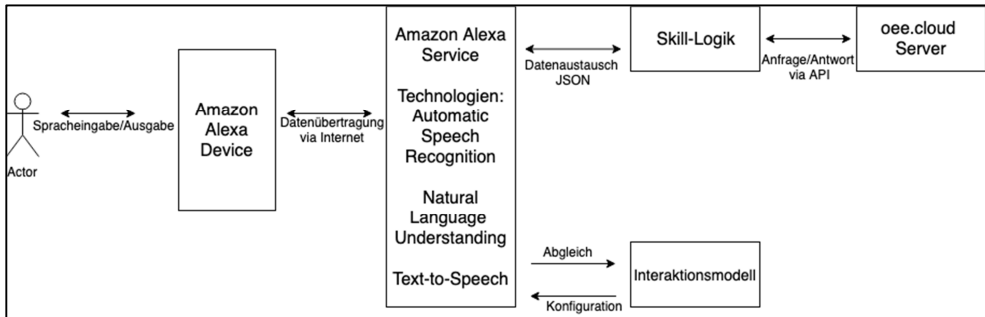 Actor
Spracheingabe/Ausgabe
Amazon
Alexa
Device
Datenübertragung
via Internet
Amazon Alexa
Service
Technologien:
Automatic
Speech
Recognition
Natural
Language
Understanding
Text-to-Speech
Datenaustausch
JSON
Skill-Logik
Anfrage/Antwort
via API
oee.cloud
Server
Abgleich
Konfiguration
Interaktionsmodell